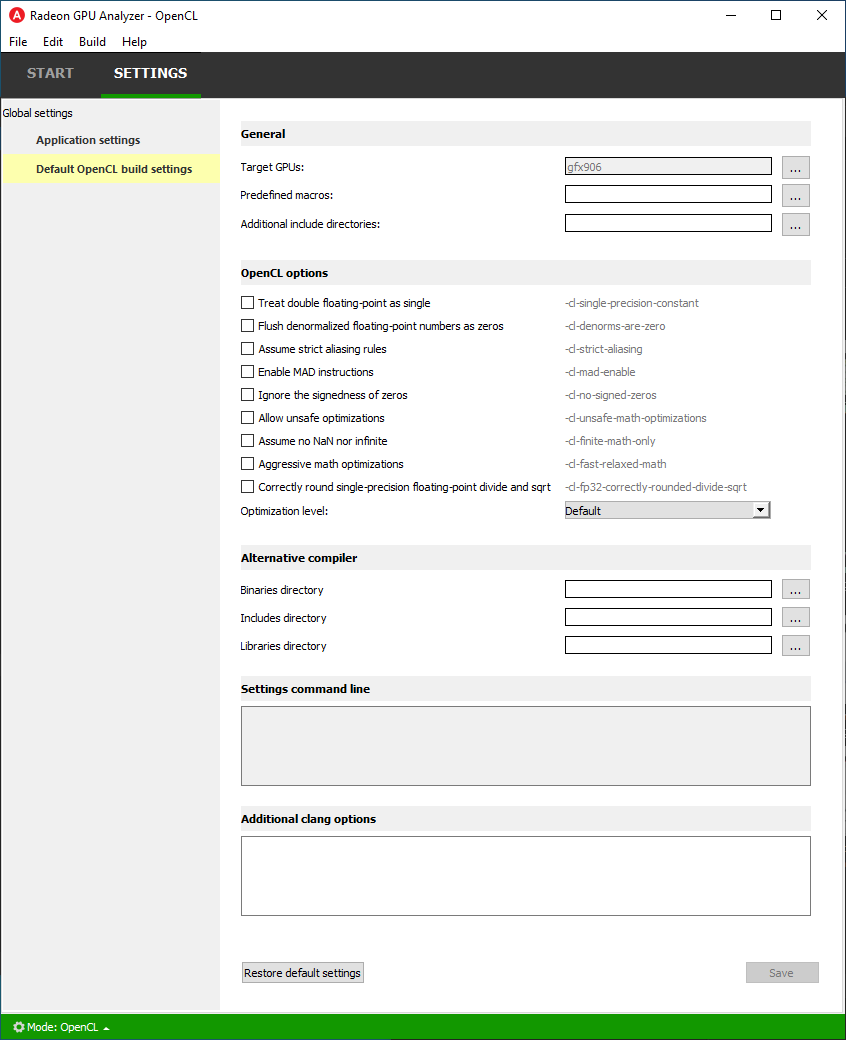 Radeon GPU Analyzer - OpenCL
File Edit Build Help
START SETTINGS
Global settings
Application settings
Default OpenCL build settings
General
Target GPUs: gfx906 ...
Predefined macros: ...
Additional include directories: ...
OpenCL options
Treat double floating-point as single -cl-single-precision-constant
Flush denormalized floating-point numbers as zeros -cl-denorms-are-zero
Assume strict aliasing rules -cl-strict-aliasing
Enable MAD instructions -cl-mad-enable
Ignore the signedness of zeros -cl-no-signed-zeros
Allow unsafe optimizations -cl-unsafe-math-optimizations
Assume no NaN nor infinite -cl-finite-math-only
Aggressive math optimizations -cl-fast-relaxed-math
Correctly round single-precision floating-point divide and sqrt -cl-fp32-correctly-rounded-divide-sqrt
Optimization level: Default
Alternative compiler
Binaries directory ...
Includes directory ...
Libraries directory ...
Settings command line
Additional clang options
Restore default settings Save
Mode: OpenCL